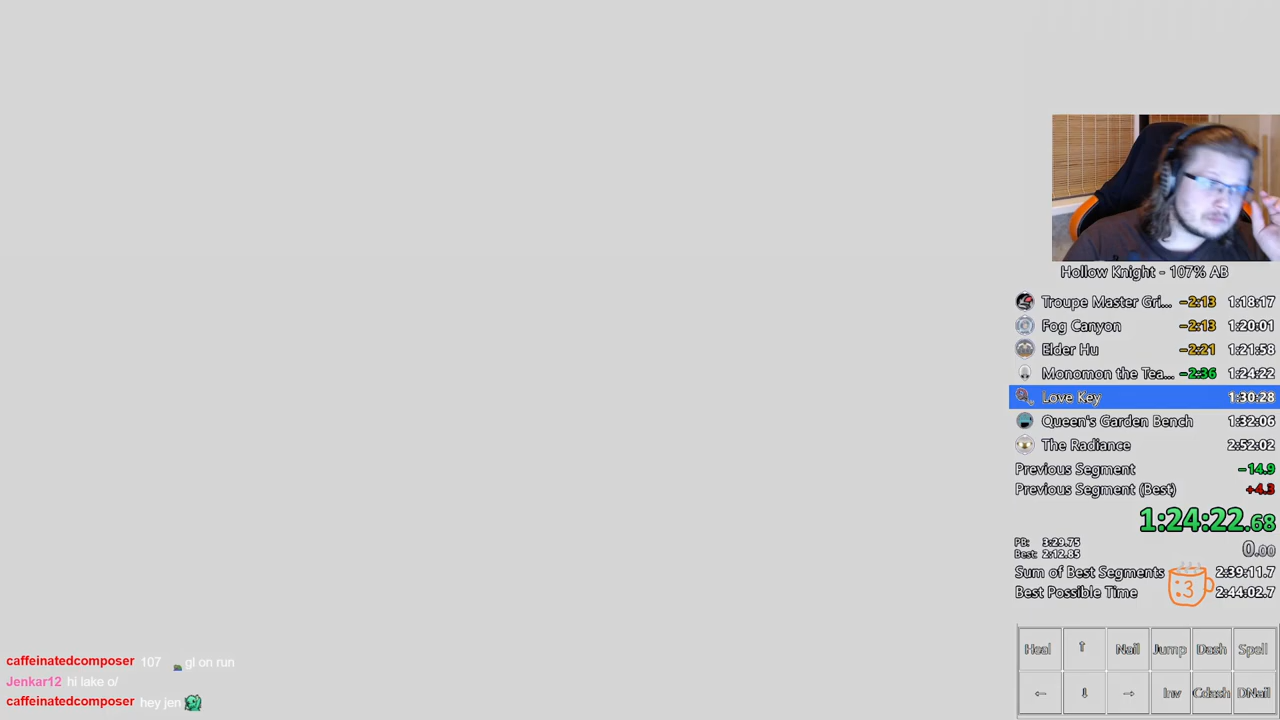 Hollow Knight - 107% AB
Troupe Master Gri... −2:13 1:18:17
Fog Canyon −2:13 1:20:01
Elder Hu −2:21 1:21:58
Monomon the Tea... −2:36 1:24:22
Love Key 1:30:28
Queen's Garden Bench 1:32:06
The Radiance 2:52:02
Previous Segment −14.9
Previous Segment (Best) +4.3
1:24:22.68
PB: 3:29.75 0.00
Best: 2:12.85
Sum of Best Segments 2:39:11.7
Best Possible Time 2:44:02.7
Heal ↑ Nail Jump Dash Spell
← ↓ → Inv Cdash DNail
caffeinatedcomposer 107 gl on run
Jenkar12 hi lake o/
caffeinatedcomposer hey jen